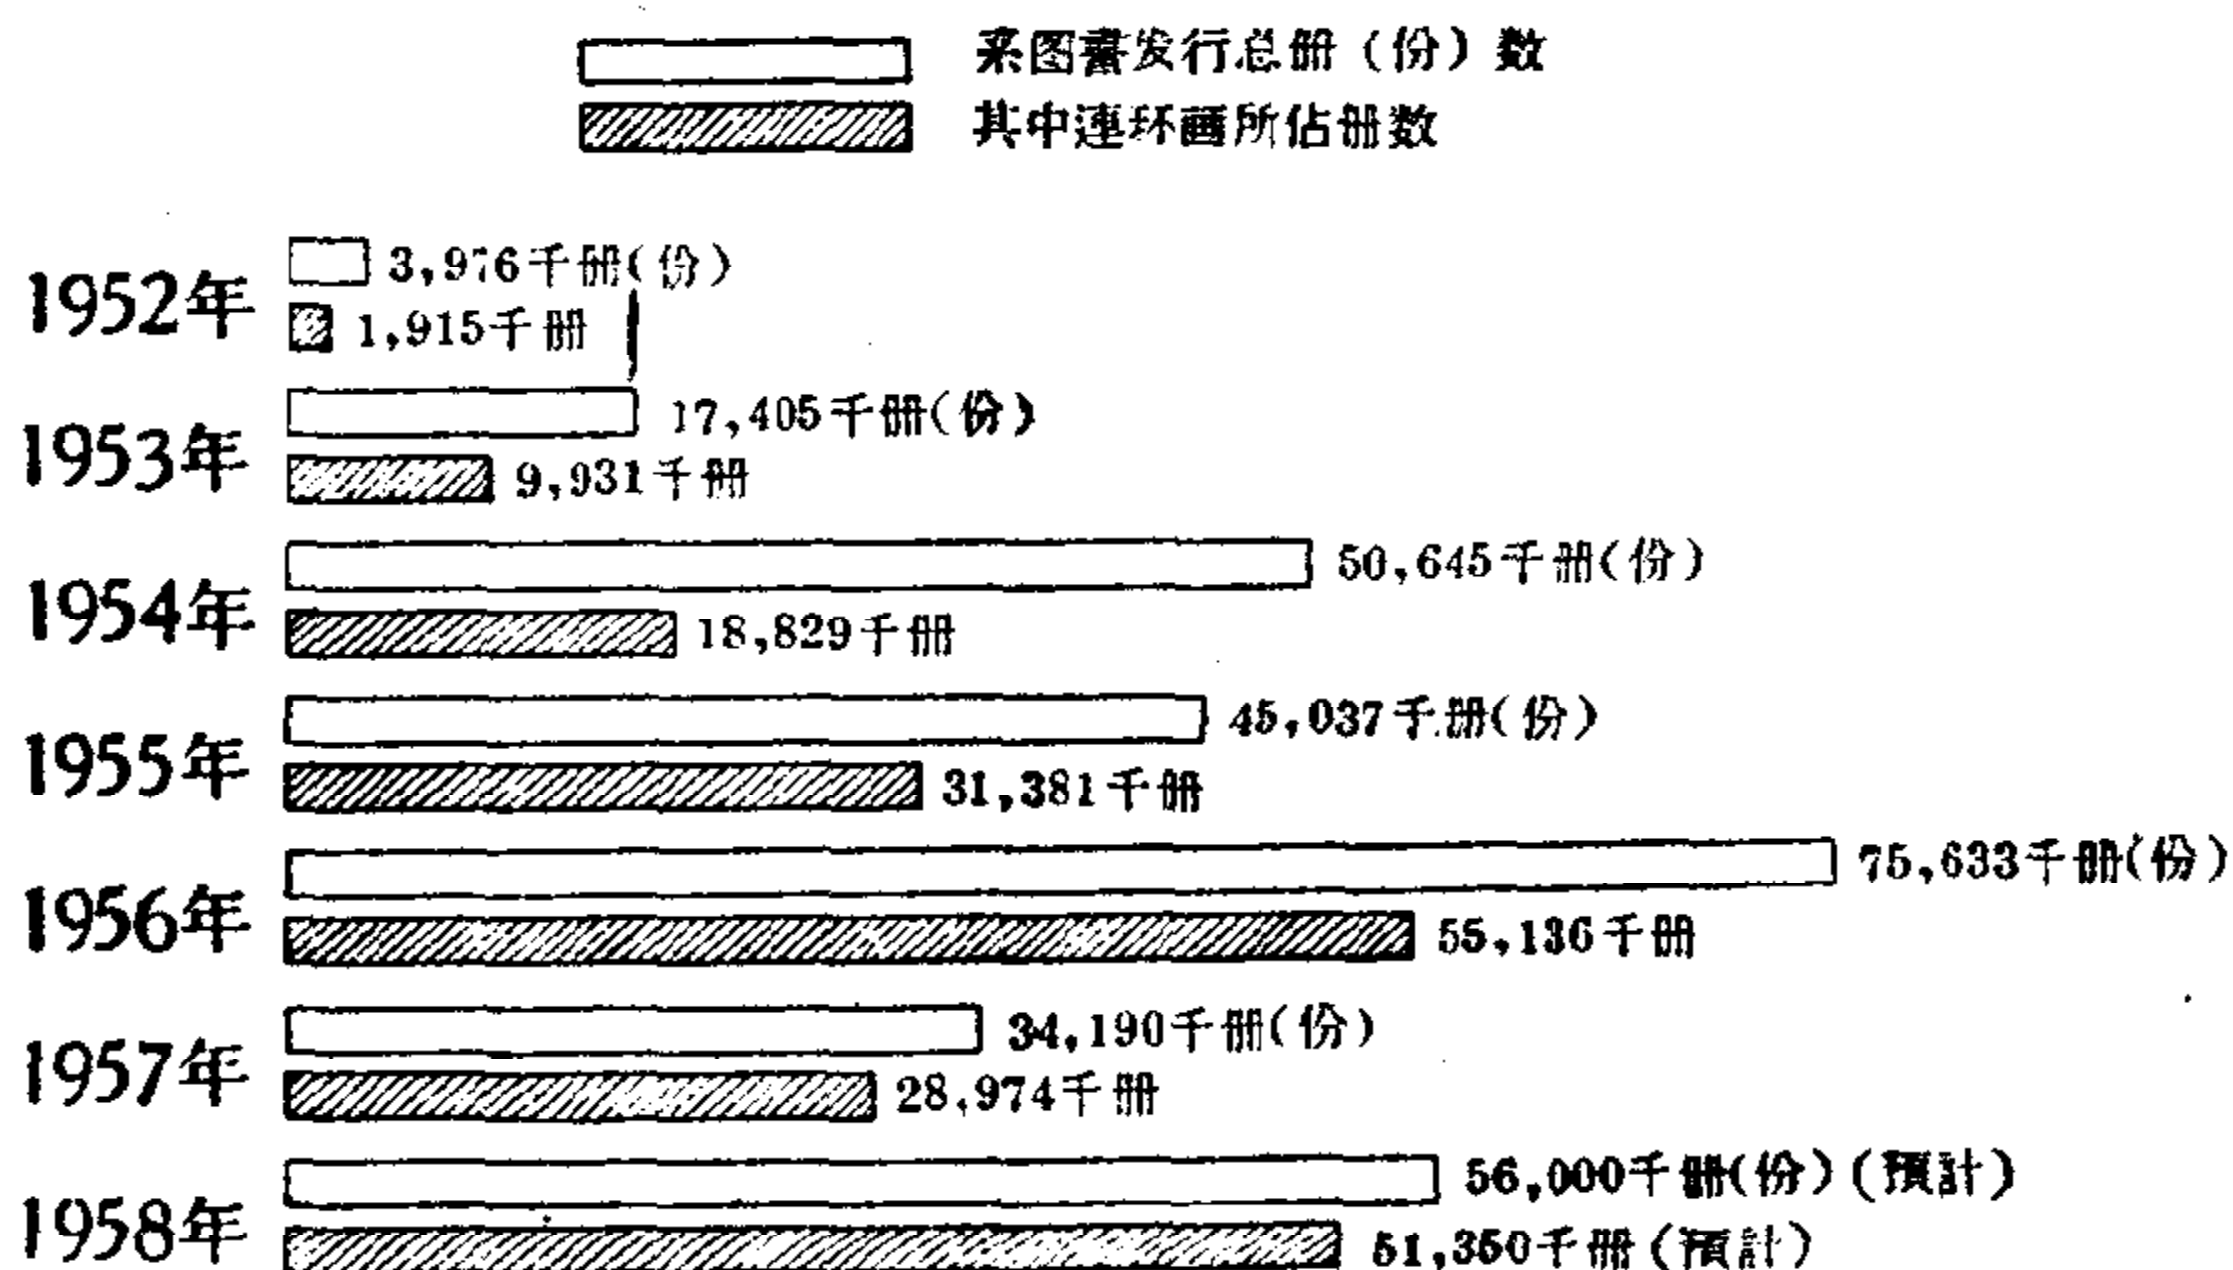 来图書发行总册（份）数
其中連环画所佔册数
1952年
3,976千册(份)
1,915千册
1953年
17,405千册(份)
9,931千册
1954年
50,645千册(份)
18,829千册
1955年
45,037千册(份)
31,381千册
1956年
75,633千册(份)
55,136千册
1957年
34,190千册(份)
28,974千册
1958年
56,000千册(份)(預計)
51,350千册(預計)